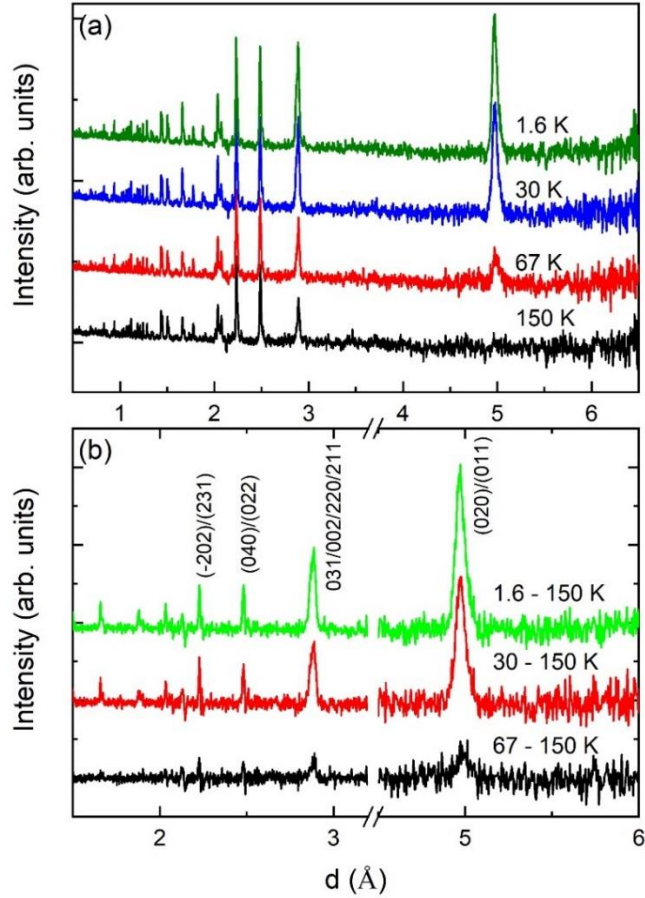 (a)
Intensity (arb. units)
1.6 K
30 K
67 K
150 K
1 2 3 4 5 6
(b)
Intensity (arb. units)
(-202)/(231)
(040)/(022)
031/002/220/211
(020)/(011)
1.6 - 150 K
30 - 150 K
67 - 150 K
2 3 5 6
d (Å)